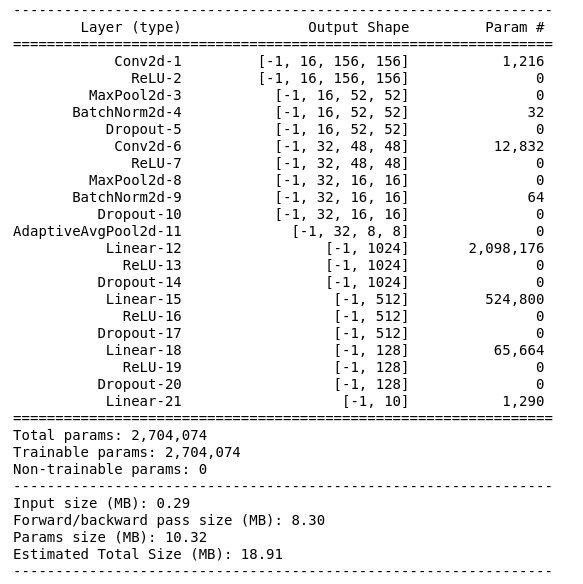 ----------------------------------------------------------------
Layer (type) Output Shape Param #
================================================================
Conv2d-1 [-1, 16, 156, 156] 1,216
ReLU-2 [-1, 16, 156, 156] 0
MaxPool2d-3 [-1, 16, 52, 52] 0
BatchNorm2d-4 [-1, 16, 52, 52] 32
Dropout-5 [-1, 16, 52, 52] 0
Conv2d-6 [-1, 32, 48, 48] 12,832
ReLU-7 [-1, 32, 48, 48] 0
MaxPool2d-8 [-1, 32, 16, 16] 0
BatchNorm2d-9 [-1, 32, 16, 16] 64
Dropout-10 [-1, 32, 16, 16] 0
AdaptiveAvgPool2d-11 [-1, 32, 8, 8] 0
Linear-12 [-1, 1024] 2,098,176
ReLU-13 [-1, 1024] 0
Dropout-14 [-1, 1024] 0
Linear-15 [-1, 512] 524,800
ReLU-16 [-1, 512] 0
Dropout-17 [-1, 512] 0
Linear-18 [-1, 128] 65,664
ReLU-19 [-1, 128] 0
Dropout-20 [-1, 128] 0
Linear-21 [-1, 10] 1,290
================================================================
Total params: 2,704,074
Trainable params: 2,704,074
Non-trainable params: 0
----------------------------------------------------------------
Input size (MB): 0.29
Forward/backward pass size (MB): 8.30
Params size (MB): 10.32
Estimated Total Size (MB): 18.91
----------------------------------------------------------------